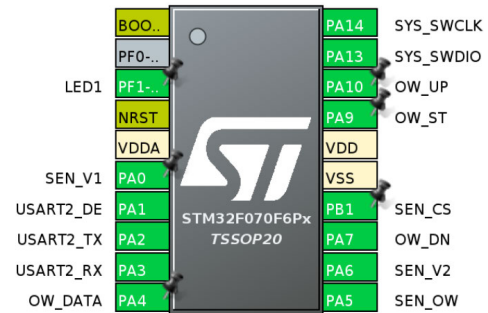 BOO.. PA14 SYS_SWCLK
PF0-.. PA13 SYS_SWDIO
LED1 PF1-.. PA10 OW_UP
NRST PA9 OW_ST
VDDA VDD
SEN_V1 PA0 VSS
USART2_DE PA1 PB1 SEN_CS
USART2_TX PA2 PA7 OW_DN
USART2_RX PA3 PA6 SEN_V2
OW_DATA PA4 PA5 SEN_OW
ST
STM32F070F6Px
TSSOP20